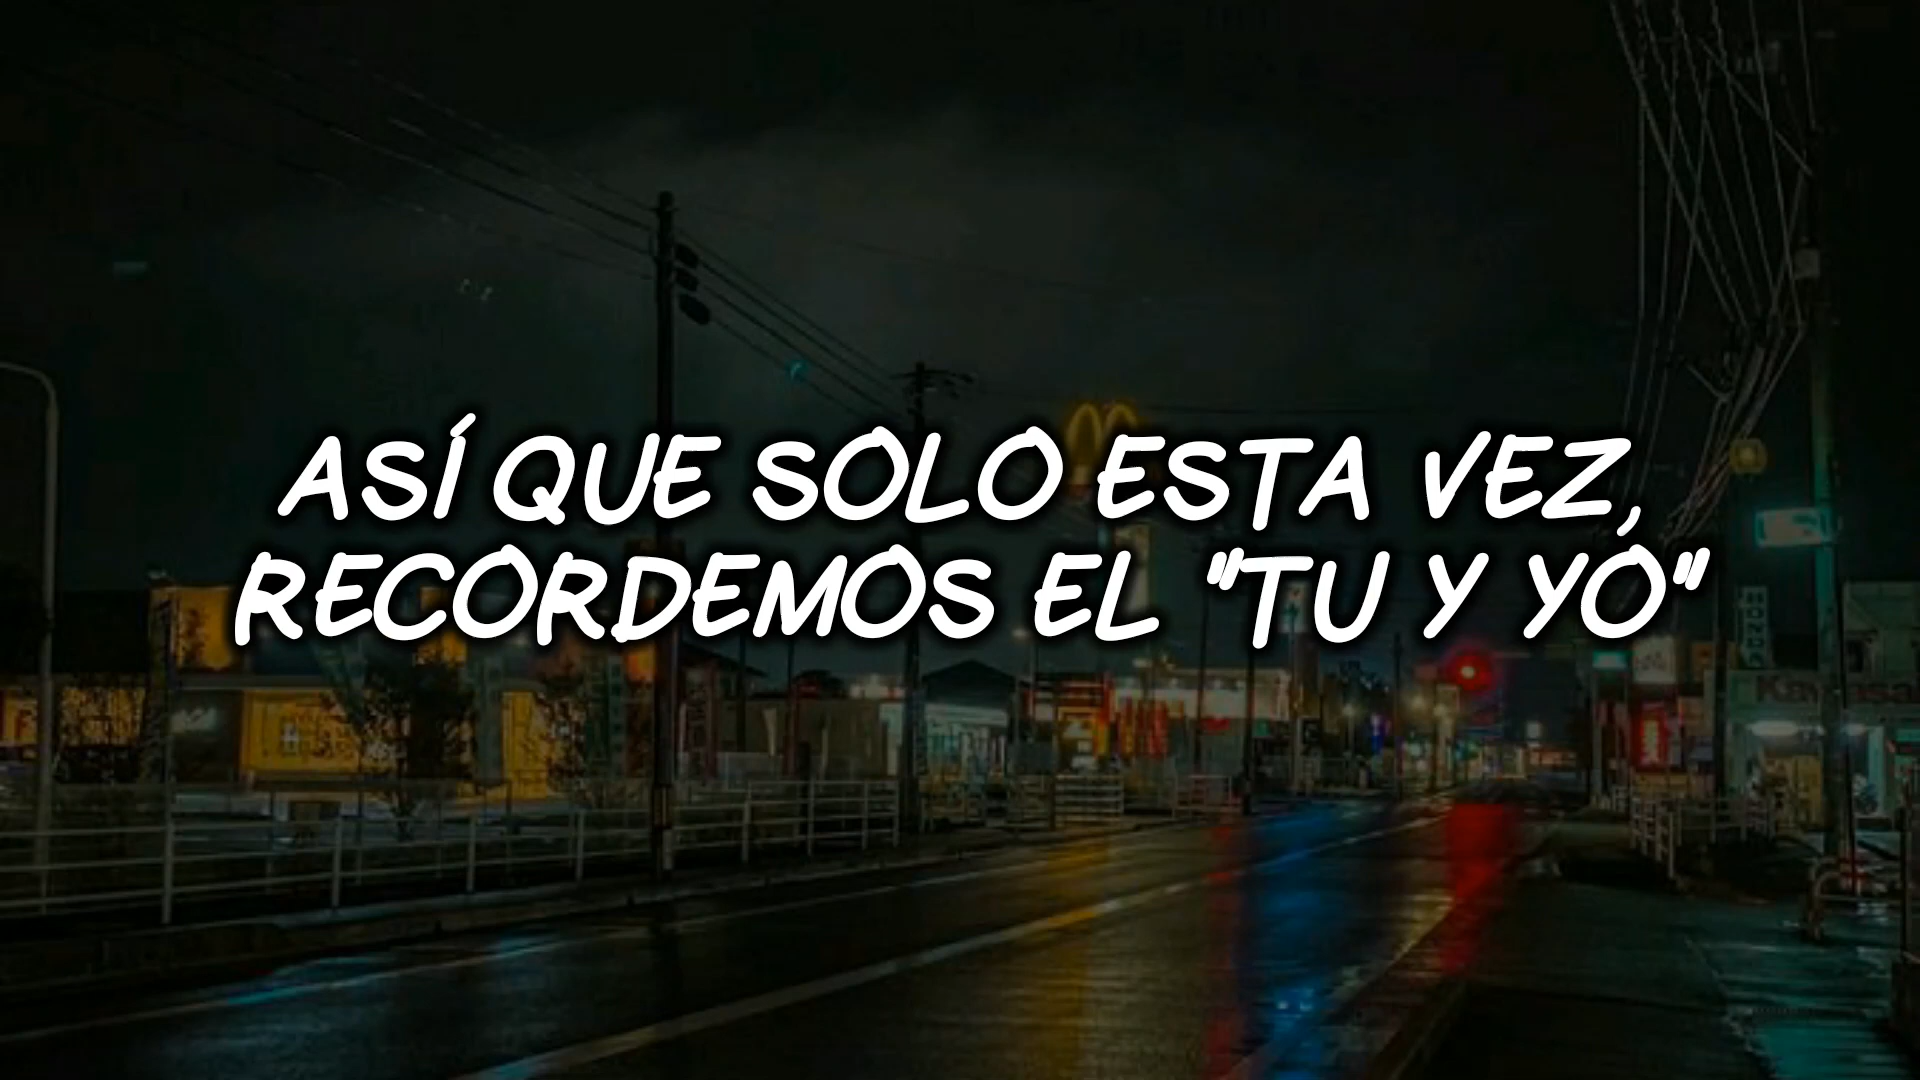 ASÍ QUE SOLO ESTA VEZ,
RECORDEMOS EL "TU Y YO"